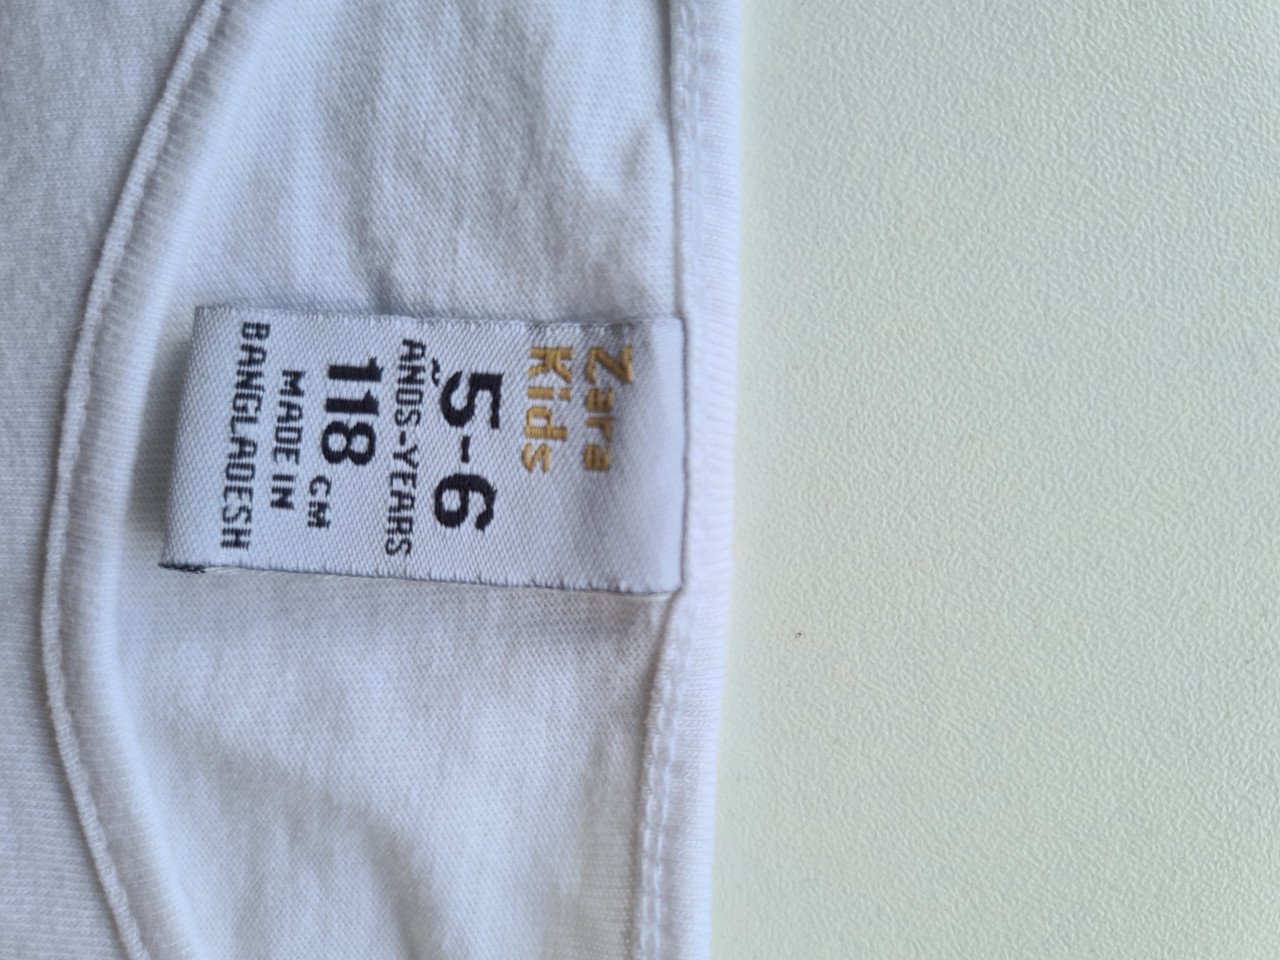 Zara
Kids
5-6
AÑOS-YEARS
118 CM
MADE IN
BANGLADESH